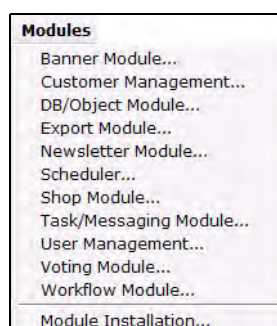 Modules
Banner Module...
Customer Management...
DB/Object Module...
Export Module...
Newsletter Module...
Scheduler...
Shop Module...
Task/Messaging Module...
User Management...
Voting Module...
Workflow Module...
Module Installation...